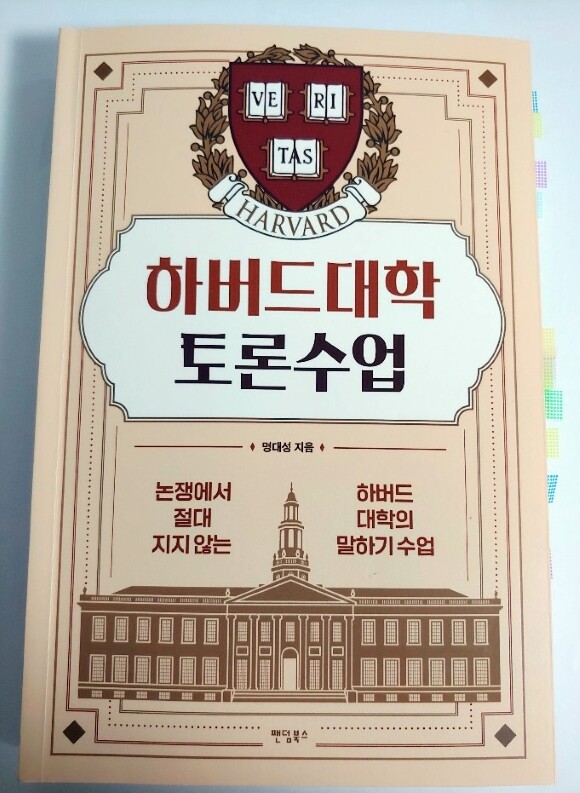 VE RI
TAS
HARVARD
하버드대학
토론수업
명대성 지음
논쟁에서
절대
지지 않는
하버드
대학의
말하기 수업
팬덤북스